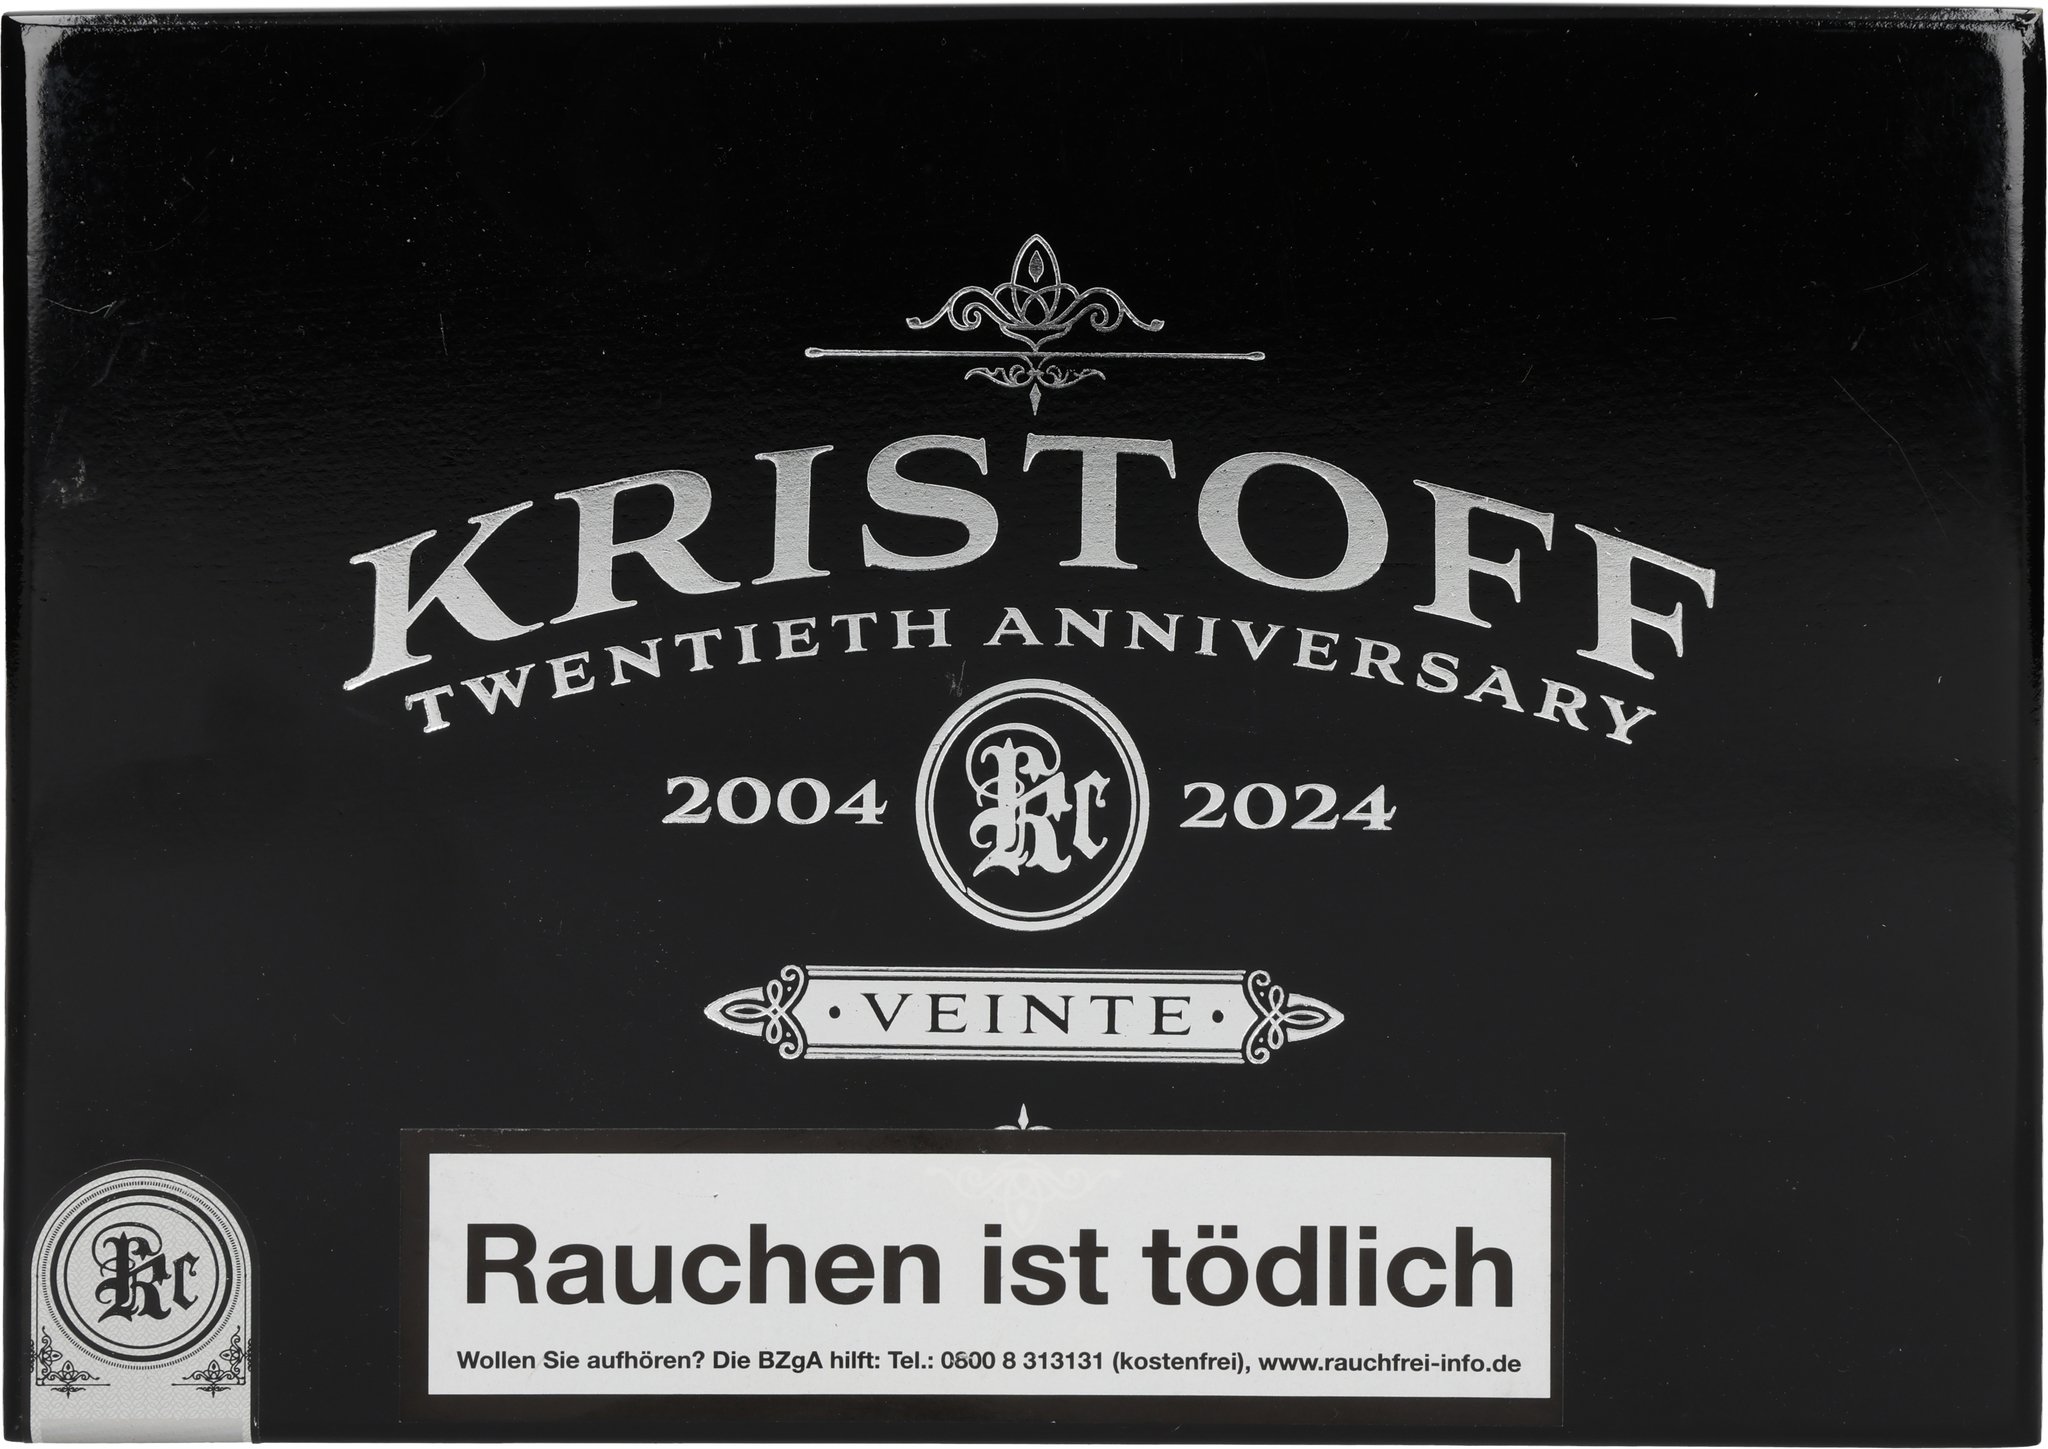 KRISTOFF
TWENTIETH ANNIVERSARY
2004 Kc 2024
· VEINTE ·
Rauchen ist tödlich
Wollen Sie aufhören? Die BZgA hilft: Tel.: 0800 8 313131 (kostenfrei), www.rauchfrei-info.de
Kc